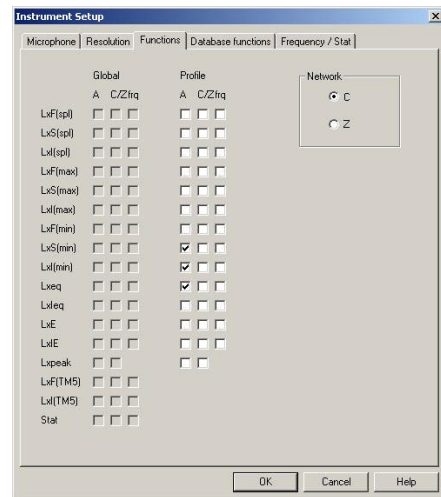 Instrument Setup
Microphone Resolution Functions Database functions Frequency / Stat
Global Profile Network
A C/Zfrq A C/Zfrq C
Z
LxF(spl)
LxS(spl)
LxI(spl)
LxF(max)
LxS(max)
LxI(max)
LxF(min)
LxS(min)
LxI(min)
Lxeq
LxIeq
LxE
LxIE
Lxpeak
LxF(TM5)
LxI(TM5)
Stat
OK Cancel Help